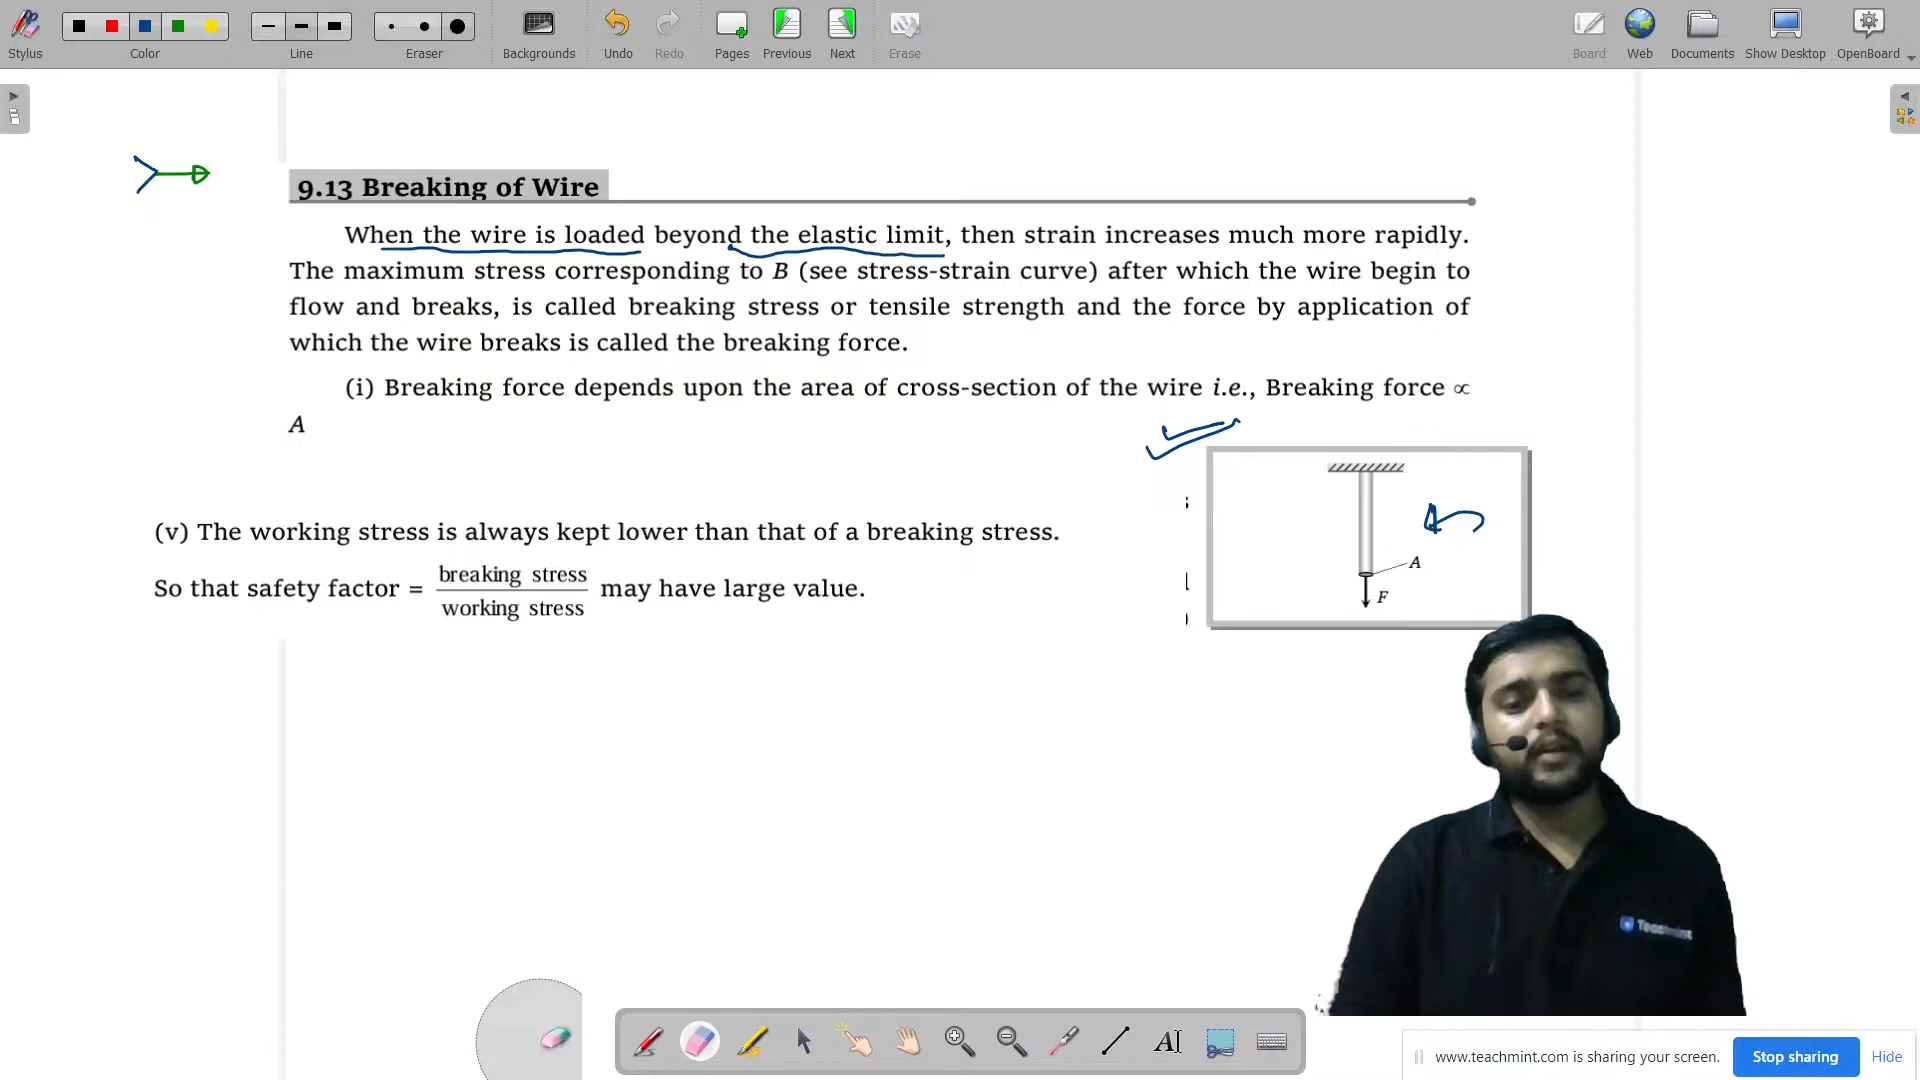 Stylus
Color
Line
Eraser
Backgrounds
Undo
Redo
Pages
Previous
Next
Erase
Board
Web
Documents
Show Desktop
OpenBoard
9.13 Breaking of Wire
When the wire is loaded beyond the elastic limit, then strain increases much more rapidly.
The maximum stress corresponding to B (see stress-strain curve) after which the wire begin to
flow and breaks, is called breaking stress or tensile strength and the force by application of
which the wire breaks is called the breaking force.
(i) Breaking force depends upon the area of cross-section of the wire i.e., Breaking force ∝
A
(v) The working stress is always kept lower than that of a breaking stress.
So that safety factor = breaking stress / working stress may have large value.
A
F
Teachmint
www.teachmint.com is sharing your screen.
Stop sharing
Hide